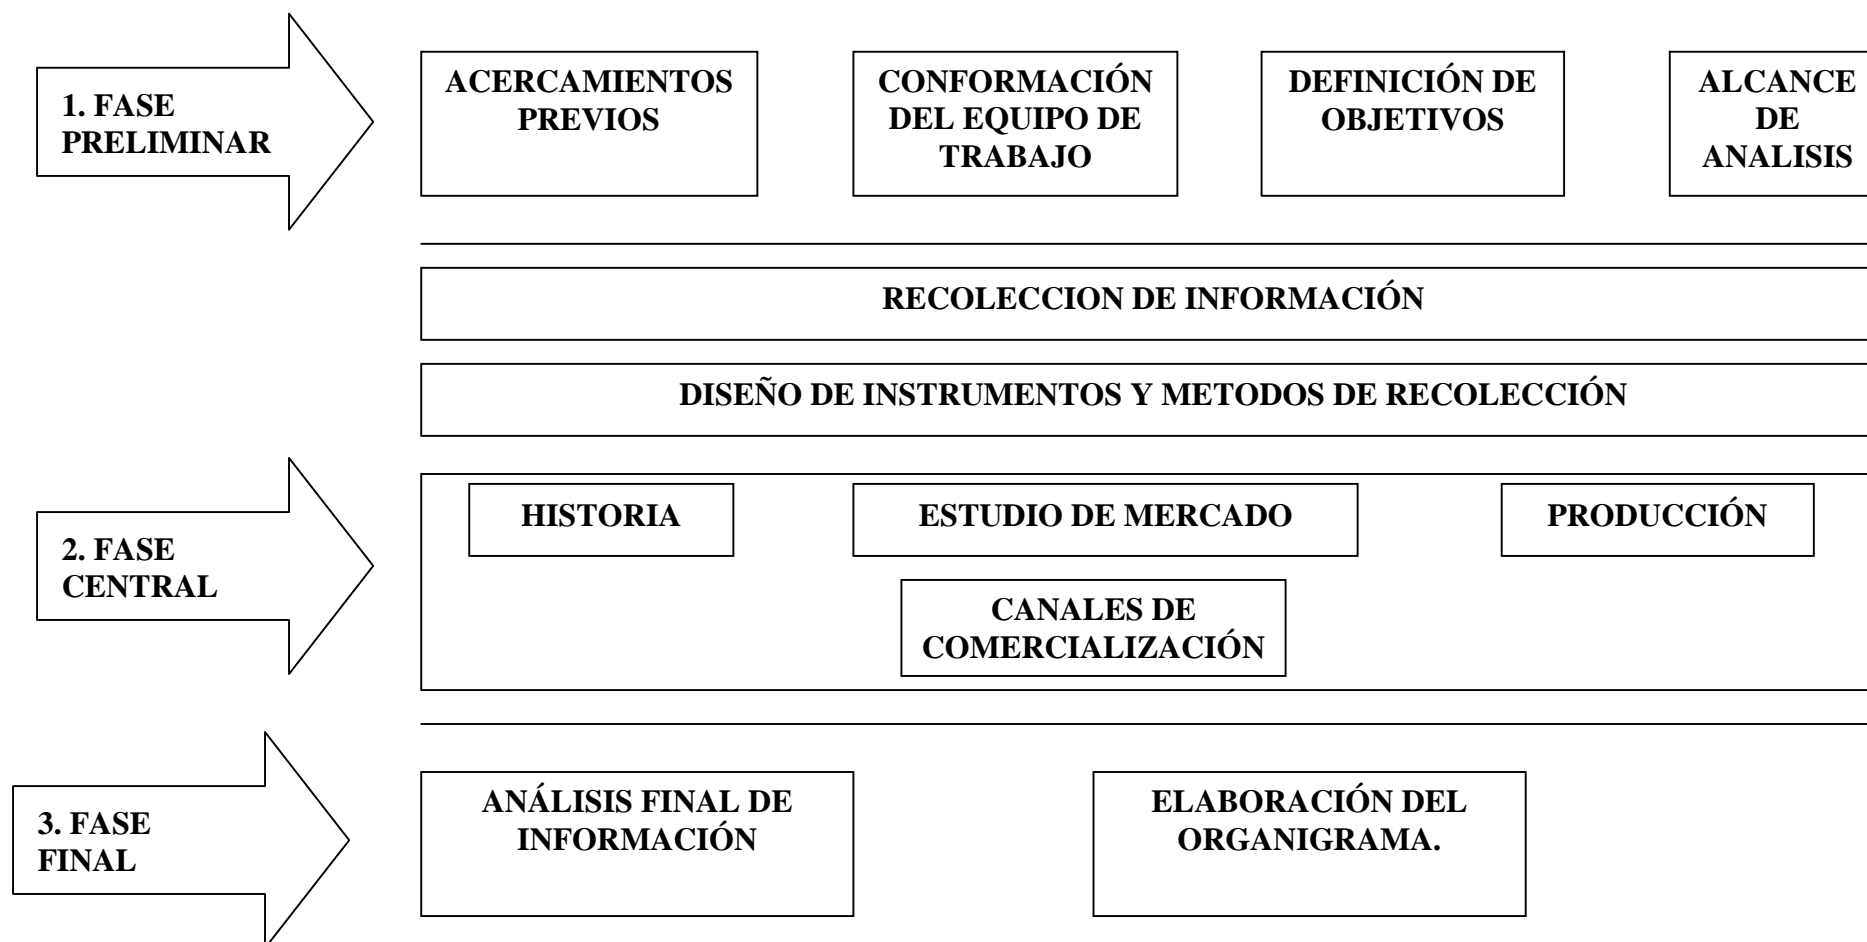 1. FASE
PRELIMINAR
ACERCAMIENTOS
PREVIOS
CONFORMACIÓN
DEL EQUIPO DE
TRABAJO
DEFINICIÓN DE
OBJETIVOS
ALCANCE
DE
ANALISIS
RECOLECCION DE INFORMACIÓN
DISEÑO DE INSTRUMENTOS Y METODOS DE RECOLECCIÓN
2. FASE
CENTRAL
HISTORIA
ESTUDIO DE MERCADO
PRODUCCIÓN
CANALES DE
COMERCIALIZACIÓN
3. FASE
FINAL
ANÁLISIS FINAL DE
INFORMACIÓN
ELABORACIÓN DEL
ORGANIGRAMA.